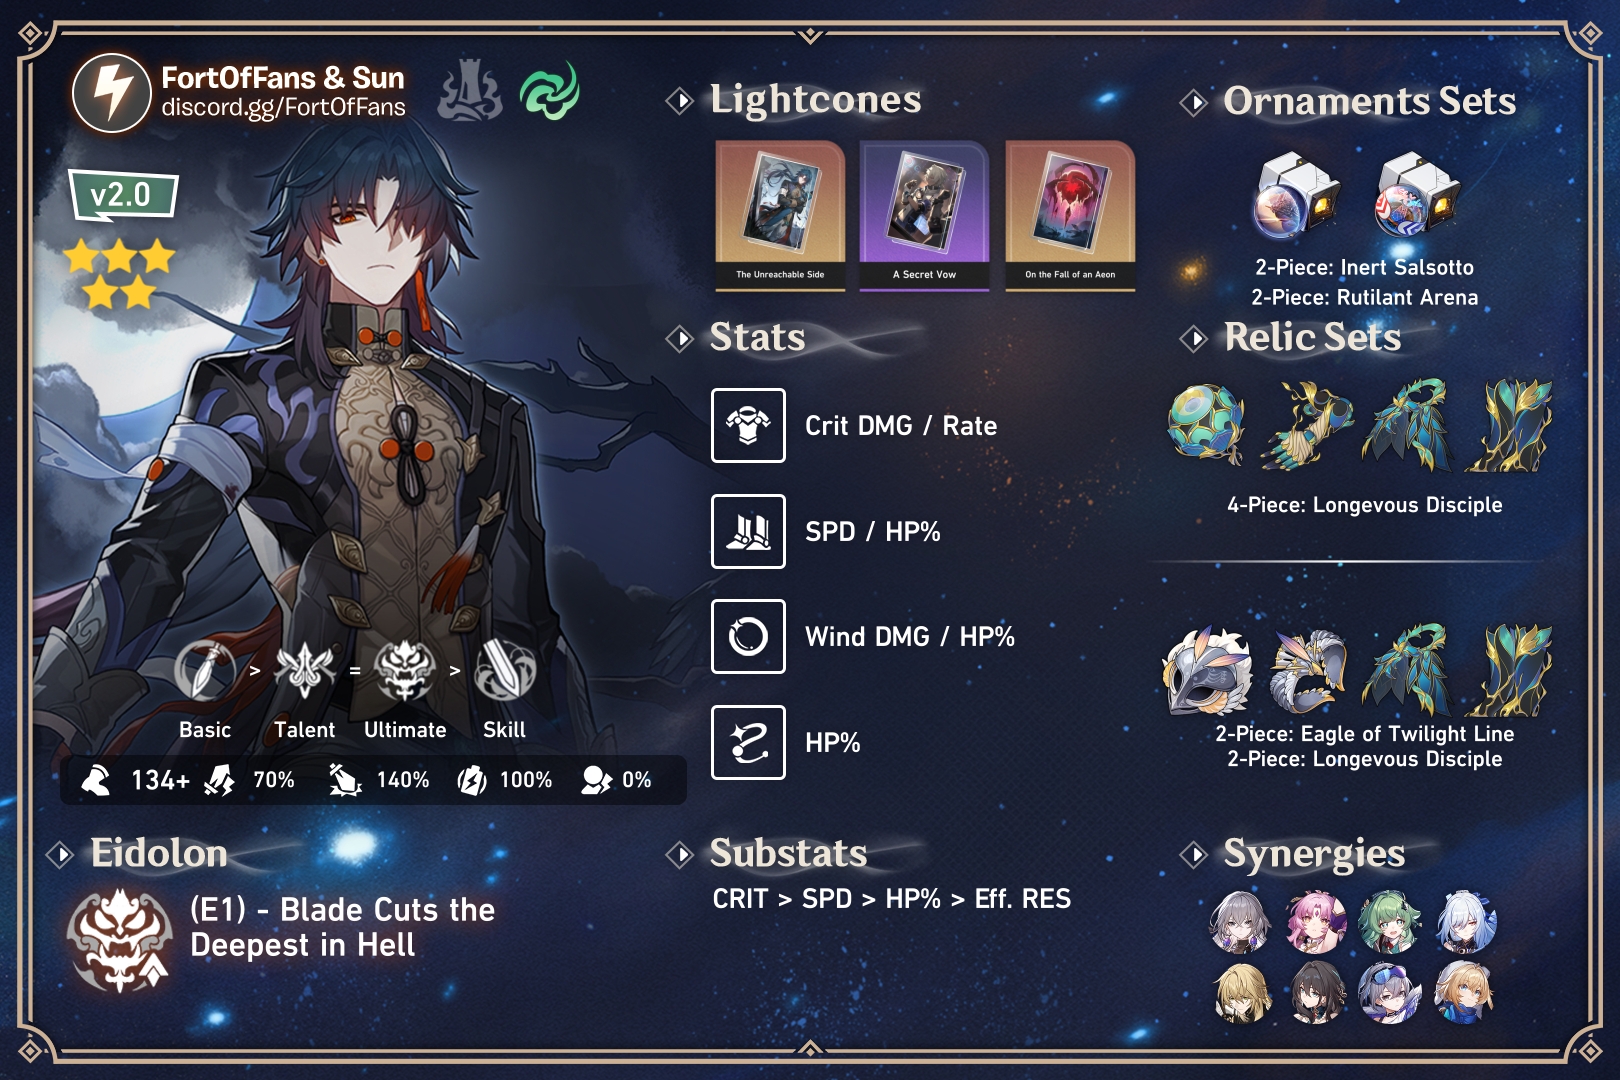 FortOfFans & Sun
discord.gg/FortOfFans
v2.0
Basic > Talent = Ultimate > Skill
134+ 70% 140% 100% 0%
Eidolon
(E1) - Blade Cuts the
Deepest in Hell
Lightcones
The Unreachable Side
A Secret Vow
On the Fall of an Aeon
Stats
Crit DMG / Rate
SPD / HP%
Wind DMG / HP%
HP%
Substats
CRIT > SPD > HP% > Eff. RES
Ornaments Sets
2-Piece: Inert Salsotto
2-Piece: Rutilant Arena
Relic Sets
4-Piece: Longevous Disciple
2-Piece: Eagle of Twilight Line
2-Piece: Longevous Disciple
Synergies